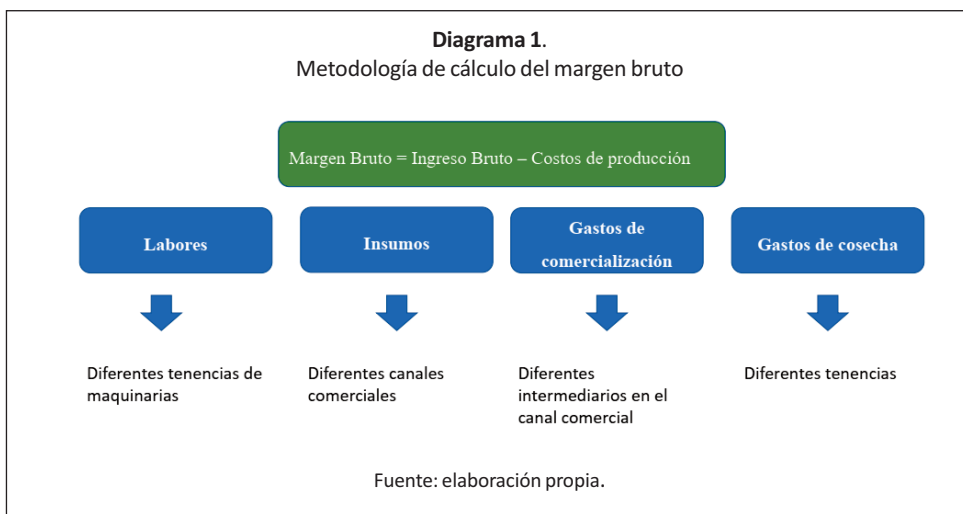 Diagrama 1.
Metodología de cálculo del margen bruto
Margen Bruto = Ingreso Bruto – Costos de producción
Labores
Insumos
Gastos de
comercialización
Gastos de cosecha
Diferentes tenencias de
maquinarias
Diferentes canales
comerciales
Diferentes
intermediarios en el
canal comercial
Diferentes tenencias
Fuente: elaboración propia.